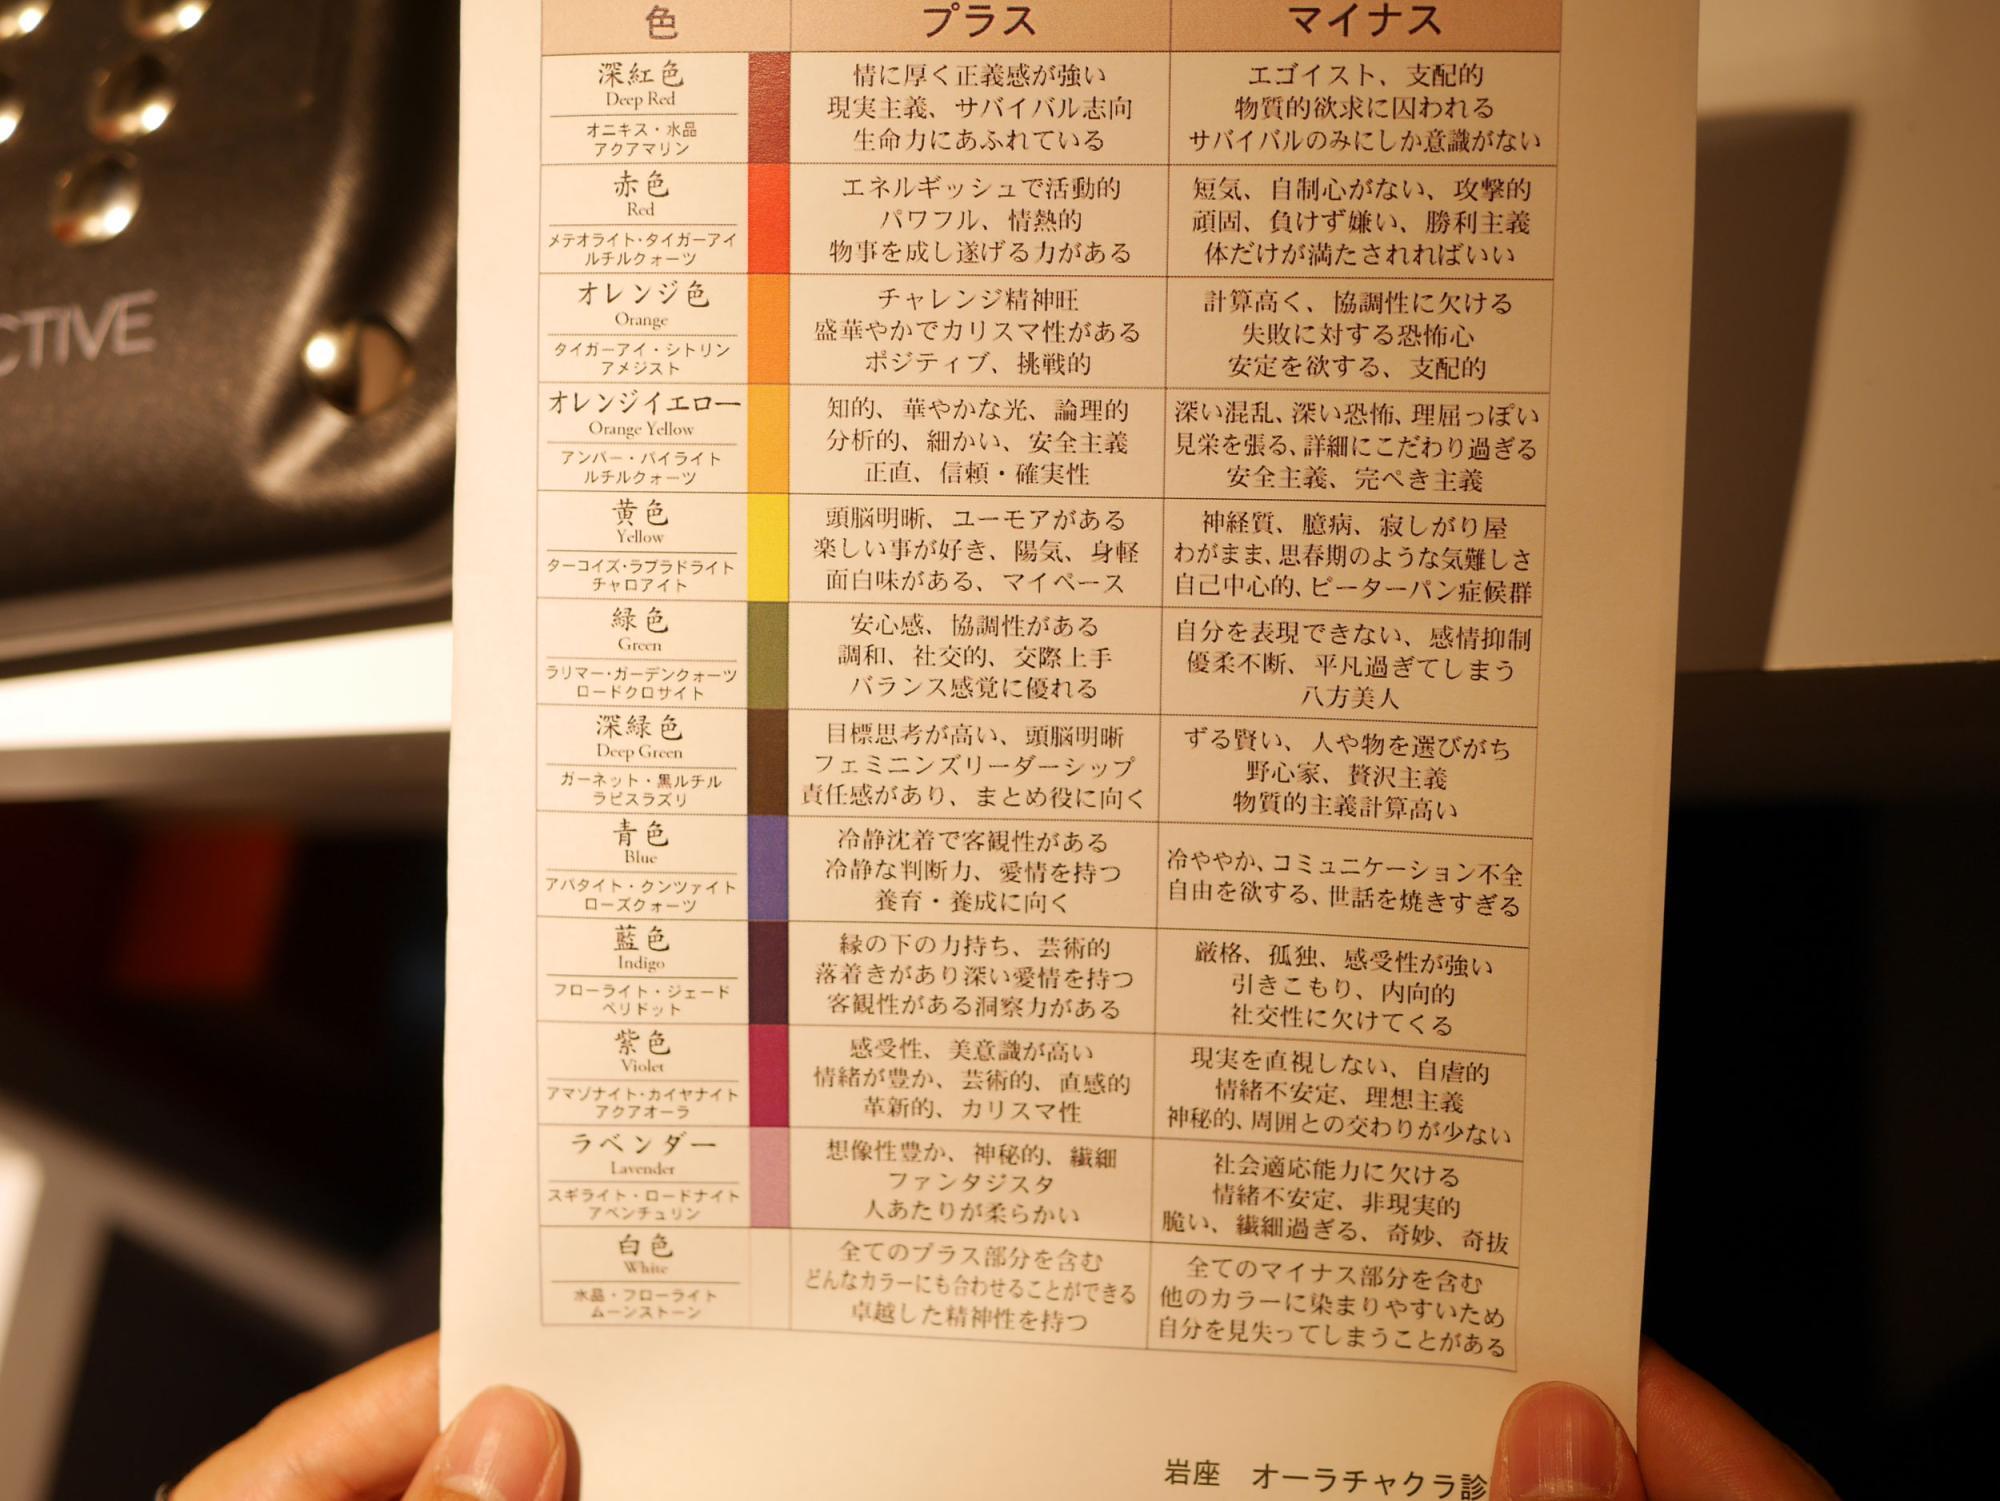 CTIVE
色
プラス
マイナス
深紅色
Deep Red
オニキス・水晶
アクアマリン
情に厚く正義感が強い
現実主義、サバイバル志向
生命力にあふれている
エゴイスト、支配的
物質的欲求に囚われる
サバイバルのみにしか意識がない
赤色
Red
メテオライト・タイガーアイ
ルチルクォーツ
エネルギッシュで活動的
パワフル、情熱的
物事を成し遂げる力がある
短気、自制心がない、攻撃的
頑固、負けず嫌い、勝利主義
体だけが満たされればいい
オレンジ色
Orange
タイガーアイ・シトリン
アメジスト
チャレンジ精神旺
盛華やかでカリスマ性がある
ポジティブ、挑戦的
計算高く、協調性に欠ける
失敗に対する恐怖心
安定を欲する、支配的
オレンジイエロー
Orange Yellow
アンバー・パイライト
ルチルクォーツ
知的、華やかな光、論理的
分析的、細かい、安全主義
正直、信頼・確実性
深い混乱、深い恐怖、理屈っぽい
見栄を張る、詳細にこだわり過ぎる
安全主義、完ぺき主義
黄色
Yellow
ターコイズ・ラブラドライト
チャロアイト
頭脳明晰、ユーモアがある
楽しい事が好き、陽気、身軽
面白味がある、マイペース
神経質、臆病、寂しがり屋
わがまま、思春期のような気難しさ
自己中心的、ピーターパン症候群
緑色
Green
ラリマー・ガーデンクォーツ
ロードクロサイト
安心感、協調性がある
調和、社交的、交際上手
バランス感覚に優れる
自分を表現できない、感情抑制
優柔不断、平凡過ぎてしまう
八方美人
深緑色
Deep Green
ガーネット・黒ルチル
ラピスラズリ
目標思考が高い、頭脳明晰
フェミニンズリーダーシップ
責任感があり、まとめ役に向く
ずる賢い、人や物を選びがち
野心家、贅沢主義
物質的主義計算高い
青色
Blue
アパタイト・クンツァイト
ローズクォーツ
冷静沈着で客観性がある
冷静な判断力、愛情を持つ
養育・養成に向く
冷ややか、コミュニケーション不全
自由を欲する、世話を焼きすぎる
藍色
Indigo
フローライト・ジェード
ペリドット
縁の下の力持ち、芸術的
落着きがあり深い愛情を持つ
客観性がある洞察力がある
厳格、孤独、感受性が強い
引きこもり、内向的
社交性に欠けてくる
紫色
Violet
アマゾナイト・カイヤナイト
アクアオーラ
感受性、美意識が高い
情緒が豊か、芸術的、直感的
革新的、カリスマ性
現実を直視しない、自虐的
情緒不安定、理想主義
神秘的、周囲との交わりが少ない
ラベンダー
Lavender
スギライト・ロードナイト
アベンチュリン
想像性豊か、神秘的、繊細
ファンタジスタ
人あたりが柔らかい
社会適応能力に欠ける
情緒不安定、非現実的
脆い、繊細過ぎる、奇妙、奇抜
白色
White
水晶・フローライト
ムーンストーン
全てのプラス部分を含む
どんなカラーにも合わせることができる
卓越した精神性を持つ
全てのマイナス部分を含む
他のカラーに染まりやすいため
自分を見失ってしまうことがある
岩座 オーラチャクラ診